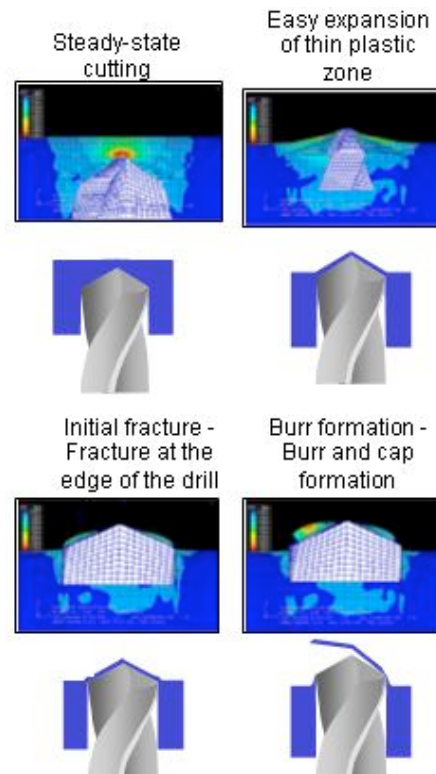 Steady-state
cutting
Easy expansion
of thin plastic
zone
Initial fracture -
Fracture at the
edge of the drill
Burr formation -
Burr and cap
formation